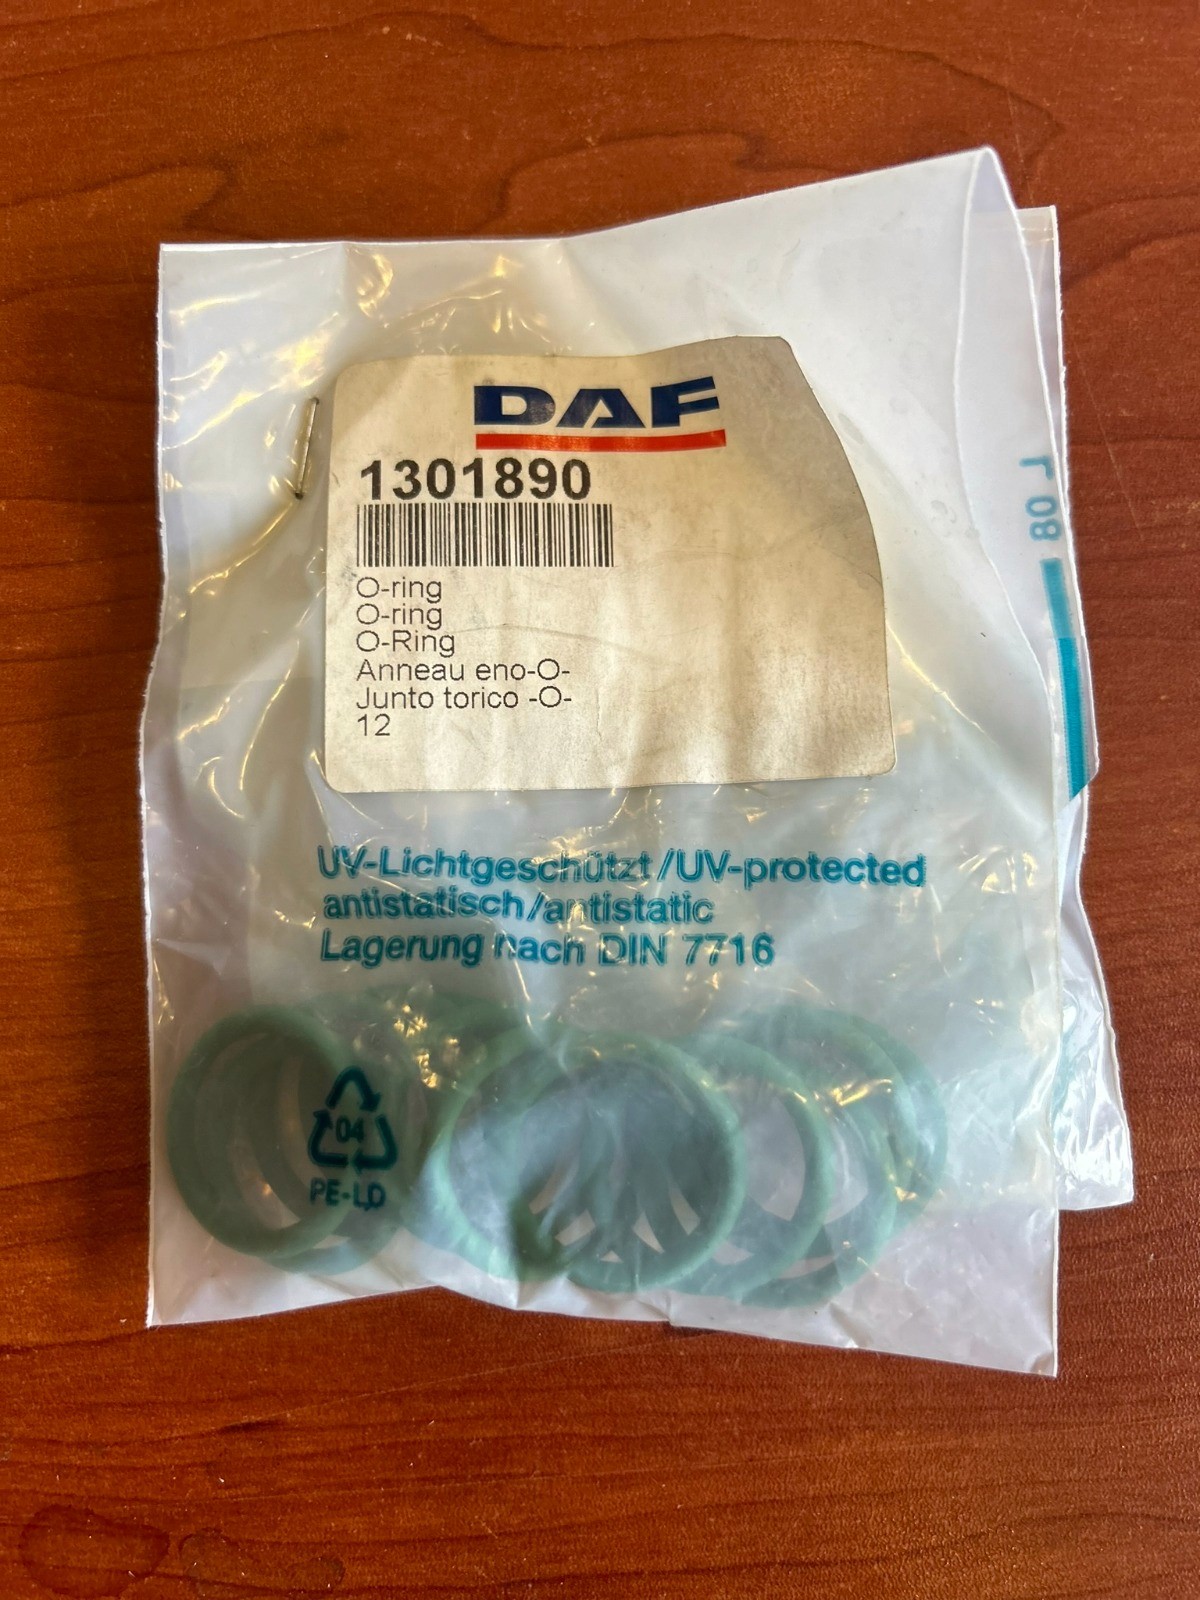 DAF
1301890
O-ring
O-ring
O-Ring
Anneau eno-O-
Junto torico -O-
12
UV-Lichtgeschützt/UV-protected
antistatisch/antistatic
Lagerung nach DIN 7716
04
PE-LD
08